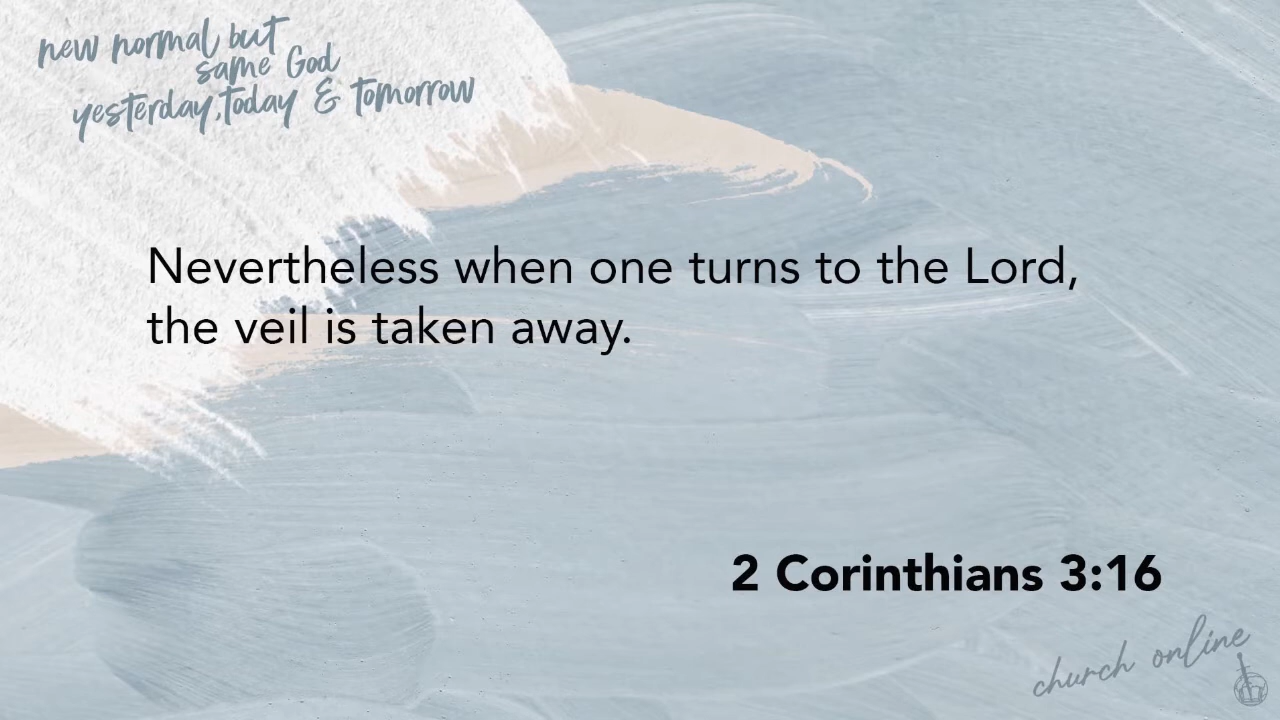 new normal but
same God
yesterday, today & tomorrow
Nevertheless when one turns to the Lord,
the veil is taken away.
2 Corinthians 3:16
church online